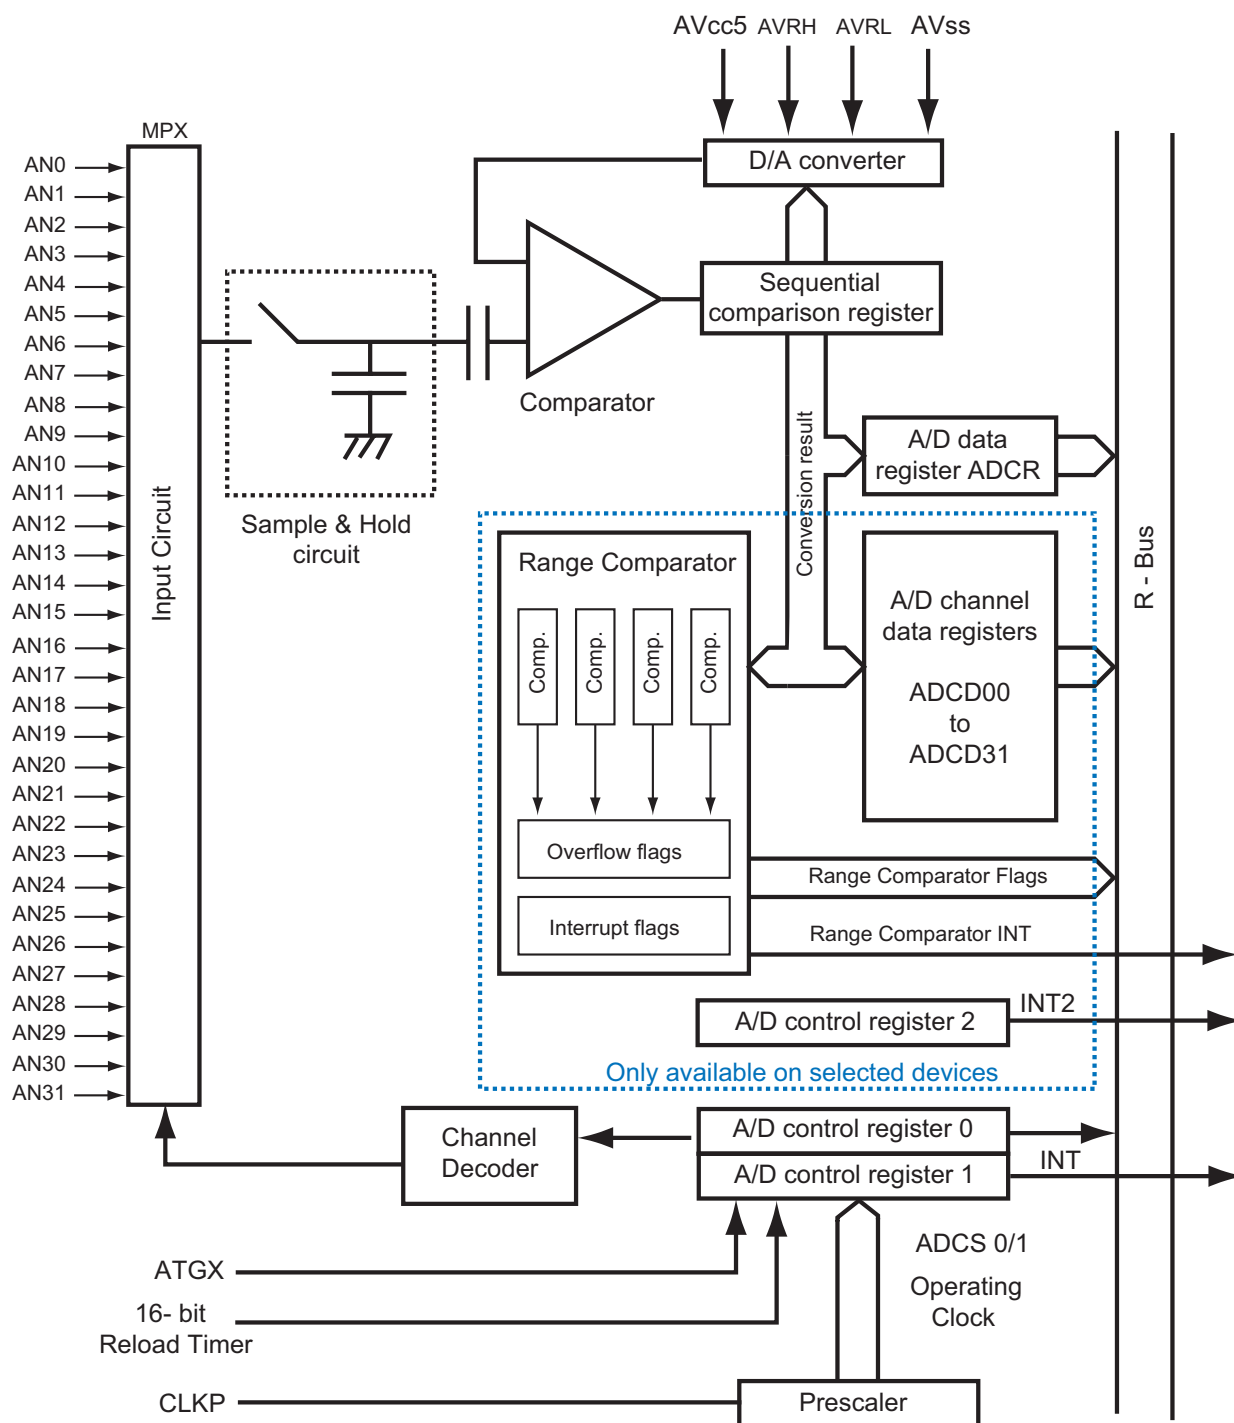 AVcc5 AVRH AVRL AVss
MPX
D/A converter
AN0
AN1
AN2
AN3
AN4
AN5
AN6
AN7
AN8
AN9
AN10
AN11
AN12
AN13
AN14
AN15
AN16
AN17
AN18
AN19
AN20
AN21
AN22
AN23
AN24
AN25
AN26
AN27
AN28
AN29
AN30
AN31
Input Circuit
Sample & Hold
circuit
Comparator
Sequential
comparison register
Conversion result
A/D data
register ADCR
R - Bus
Range Comparator
Comp.
Comp.
Comp.
Comp.
Overflow flags
Interrupt flags
A/D channel
data registers
ADCD00
to
ADCD31
Range Comparator Flags
Range Comparator INT
A/D control register 2
INT2
Only available on selected devices
Channel
Decoder
A/D control register 0
A/D control register 1
INT
ATGX
16- bit
Reload Timer
ADCS 0/1
Operating
Clock
CLKP
Prescaler